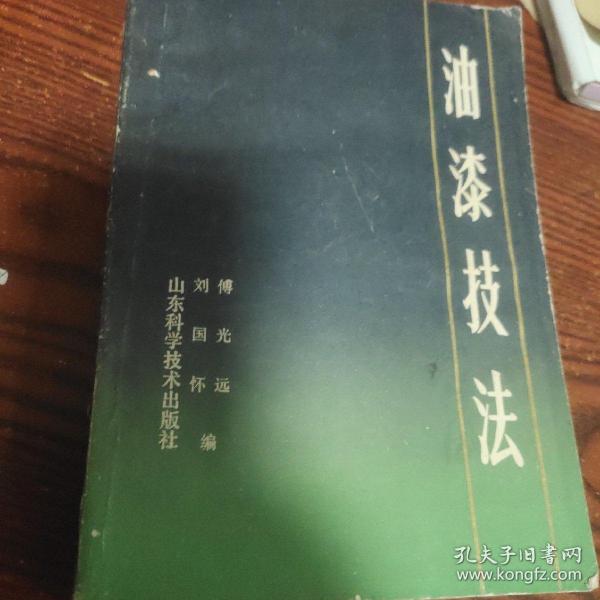 油漆技法
傅光远
刘国怀
编
山东科学技术出版社
孔夫子旧书网
www.kongfz.com